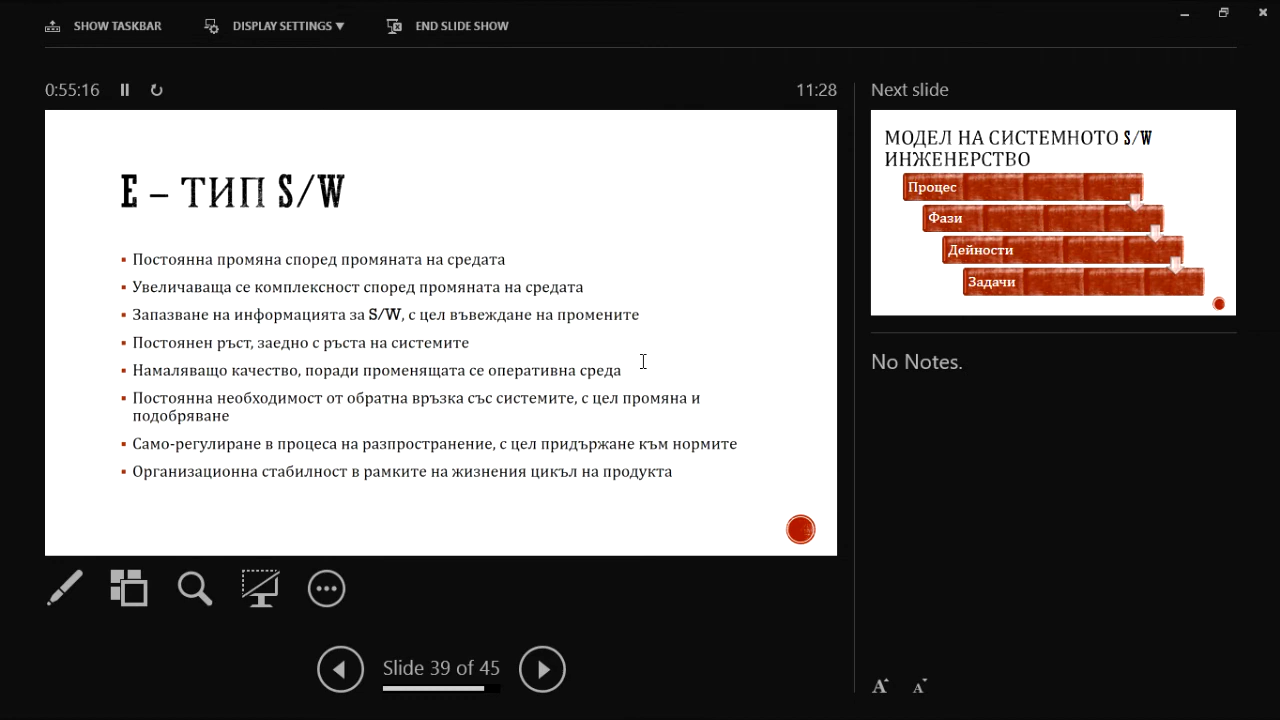 SHOW TASKBAR
DISPLAY SETTINGS ▼
END SLIDE SHOW
0:55:16
11:28
Е – ТИП S/W
Постоянна промяна според промяната на средата
Увеличаваща се комплексност според промяната на средата
Запазване на информацията за S/W, с цел въвеждане на промените
Постоянен ръст, заедно с ръста на системите
Намаляващо качество, поради променящата се оперативна среда
Постоянна необходимост от обратна връзка със системите, с цел промяна и
подобряване
Само-регулиране в процеса на разпространение, с цел придържане към нормите
Организационна стабилност в рамките на жизнения цикъл на продукта
Slide 39 of 45
Next slide
МОДЕЛ НА СИСТЕМНОТО S/W
ИНЖЕНЕРСТВО
Процес
Фази
Дейности
Задачи
No Notes.
A A